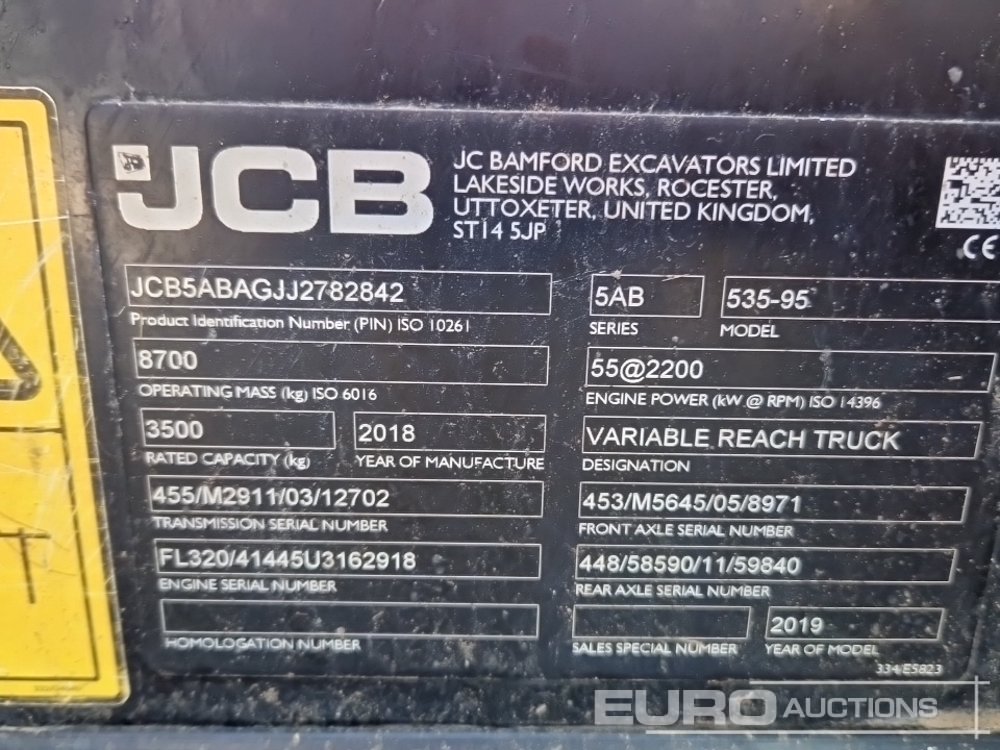 JCB
JC BAMFORD EXCAVATORS LIMITED
LAKESIDE WORKS, ROCESTER,
UTTOXETER, UNITED KINGDOM,
ST14 5JP
CE
JCB5ABAGJJ2782842
Product Identification Number (PIN) ISO 10261
5AB
SERIES
535-95
MODEL
8700
OPERATING MASS (kg) ISO 6016
55@2200
ENGINE POWER (kW @ RPM) ISO 14396
3500
RATED CAPACITY (kg)
2018
YEAR OF MANUFACTURE
VARIABLE REACH TRUCK
DESIGNATION
455/M2911/03/12702
TRANSMISSION SERIAL NUMBER
453/M5645/05/8971
FRONT AXLE SERIAL NUMBER
FL320/41445U3162918
ENGINE SERIAL NUMBER
448/58590/11/59840
REAR AXLE SERIAL NUMBER
HOMOLOGATION NUMBER
SALES SPECIAL NUMBER
2019
YEAR OF MODEL
334/E5823
EURO AUCTIONS